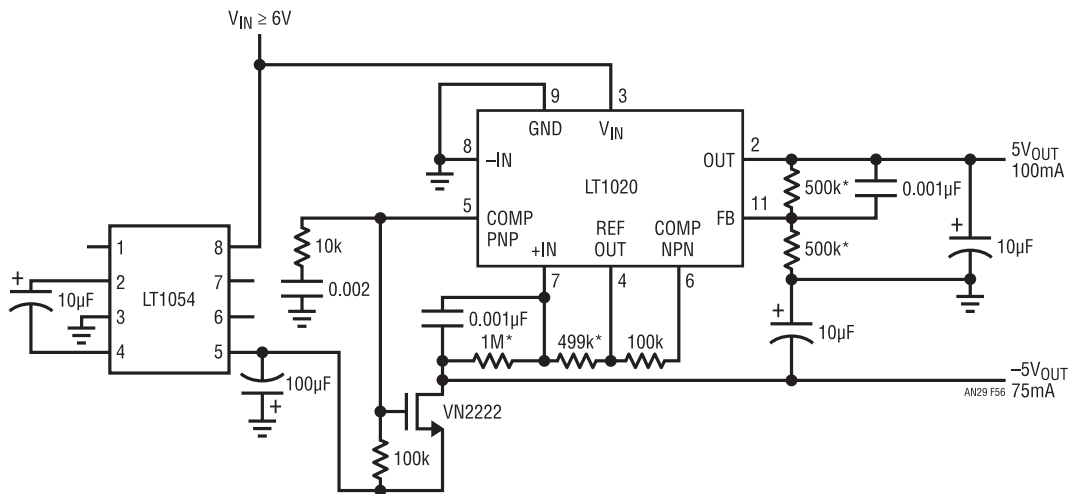 V_IN ≥ 6V
9
3
GND
V_IN
8
–IN
OUT
2
5V_OUT
100mA
LT1020
500k*
0.001µF
5
COMP
PNP
REF
OUT
COMP
NPN
FB
11
+IN
10k
+
10µF
500k*
1
8
7
4
6
2
7
0.002
+
10µF
LT1054
0.001µF
+
10µF
3
6
1M*
499k*
100k
4
5
100µF
+
–5V_OUT
75mA
AN29 F56
VN2222
100k